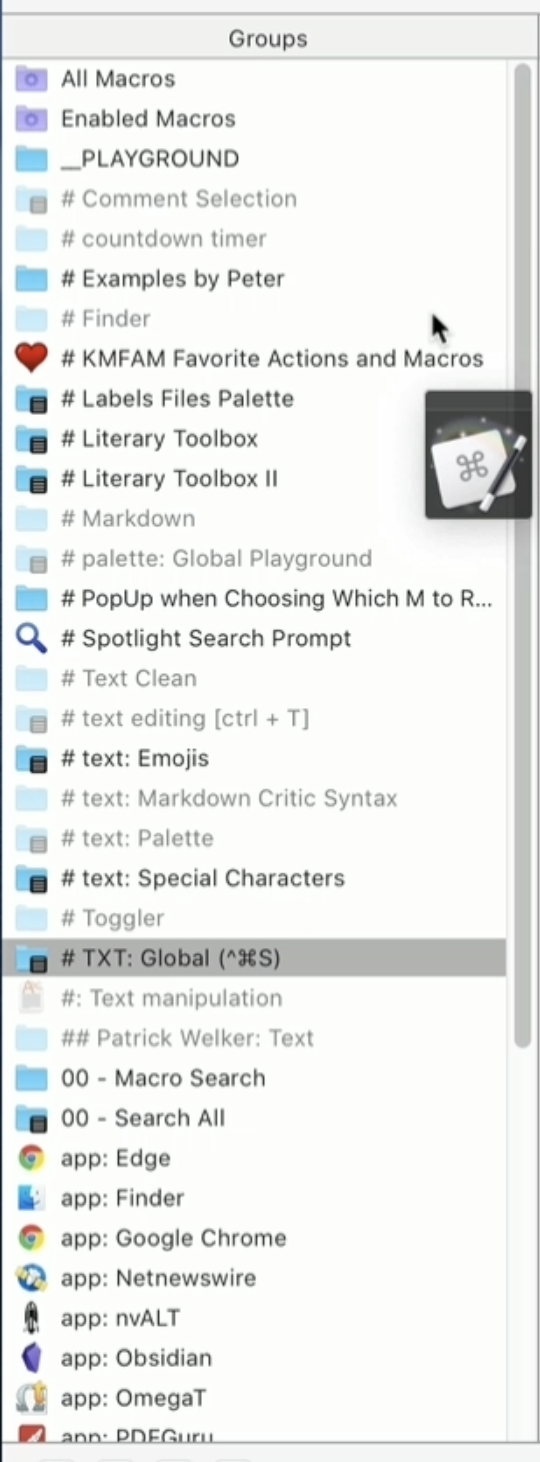 Groups
All Macros
Enabled Macros
__PLAYGROUND
# Comment Selection
# countdown timer
# Examples by Peter
# Finder
# KMFAM Favorite Actions and Macros
# Labels Files Palette
# Literary Toolbox
# Literary Toolbox II
# Markdown
# palette: Global Playground
# PopUp when Choosing Which M to R...
# Spotlight Search Prompt
# Text Clean
# text editing [ctrl + T]
# text: Emojis
# text: Markdown Critic Syntax
# text: Palette
# text: Special Characters
# Toggler
# TXT: Global (^⌘S)
#: Text manipulation
## Patrick Welker: Text
00 - Macro Search
00 - Search All
app: Edge
app: Finder
app: Google Chrome
app: Netnewswire
app: nvALT
app: Obsidian
app: OmegaT
app: PDFGuru